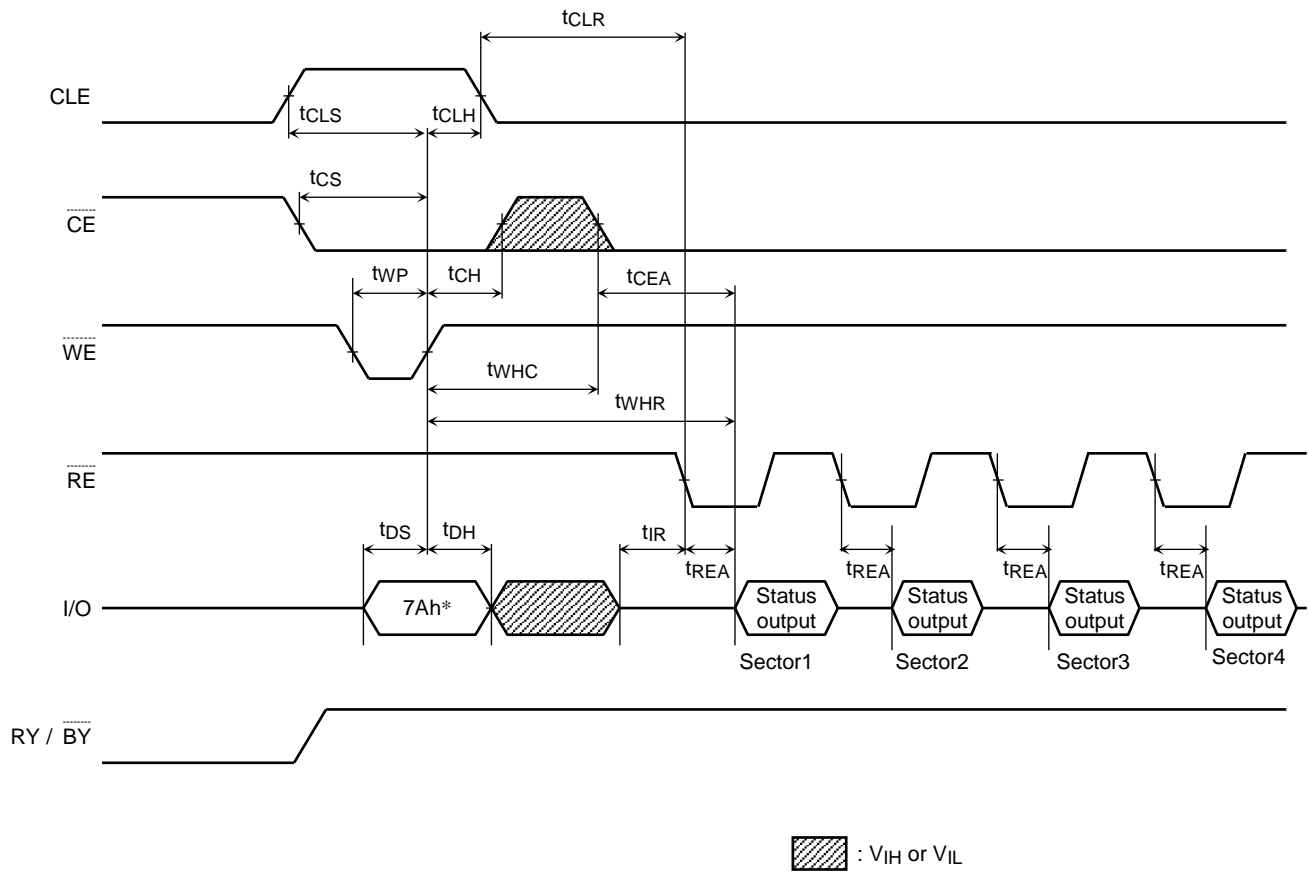 tCLR
CLE
tCLS
tCLH
tCS
CE
tWP
tCH
tCEA
WE
tWHC
tWHR
RE
tDS
tDH
tIR
tREA
tREA
tREA
tREA
I/O
7Ah*
Status
output
Status
output
Status
output
Status
output
Sector1
Sector2
Sector3
Sector4
RY / BY
: VIH or VIL